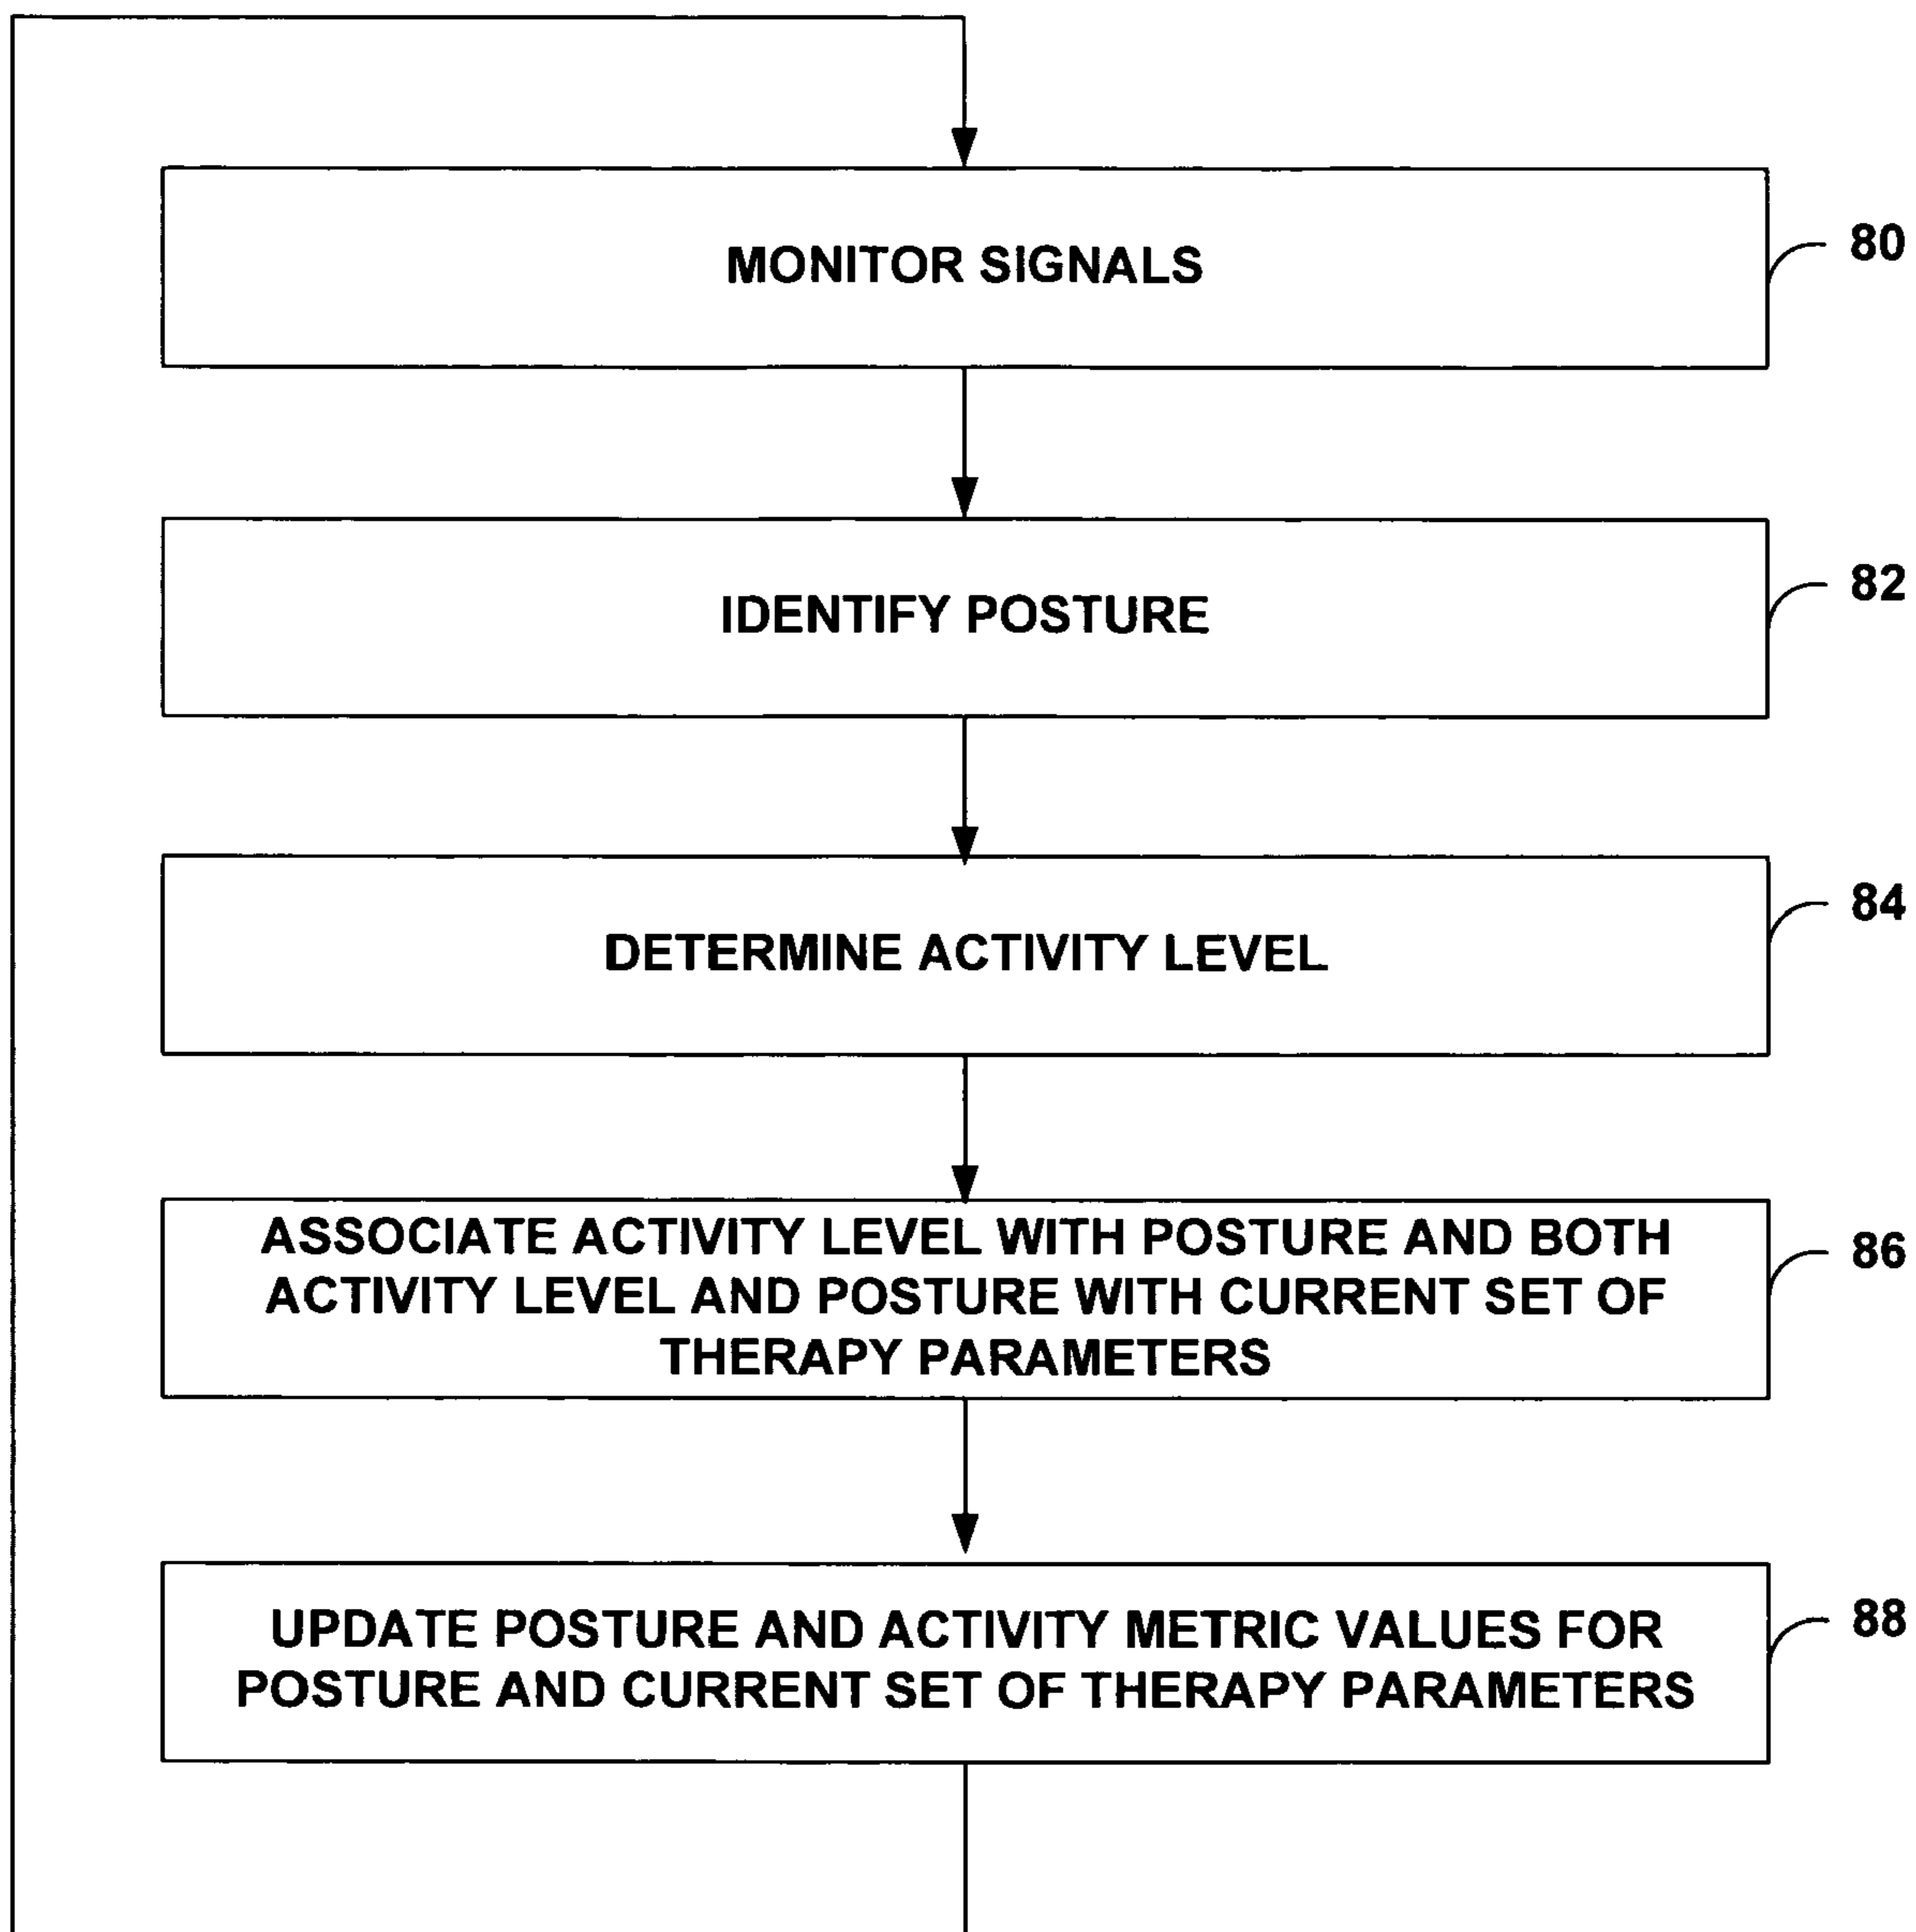 MONITOR SIGNALS
80
IDENTIFY POSTURE
82
DETERMINE ACTIVITY LEVEL
84
ASSOCIATE ACTIVITY LEVEL WITH POSTURE AND BOTH
ACTIVITY LEVEL AND POSTURE WITH CURRENT SET OF
THERAPY PARAMETERS
86
UPDATE POSTURE AND ACTIVITY METRIC VALUES FOR
POSTURE AND CURRENT SET OF THERAPY PARAMETERS
88